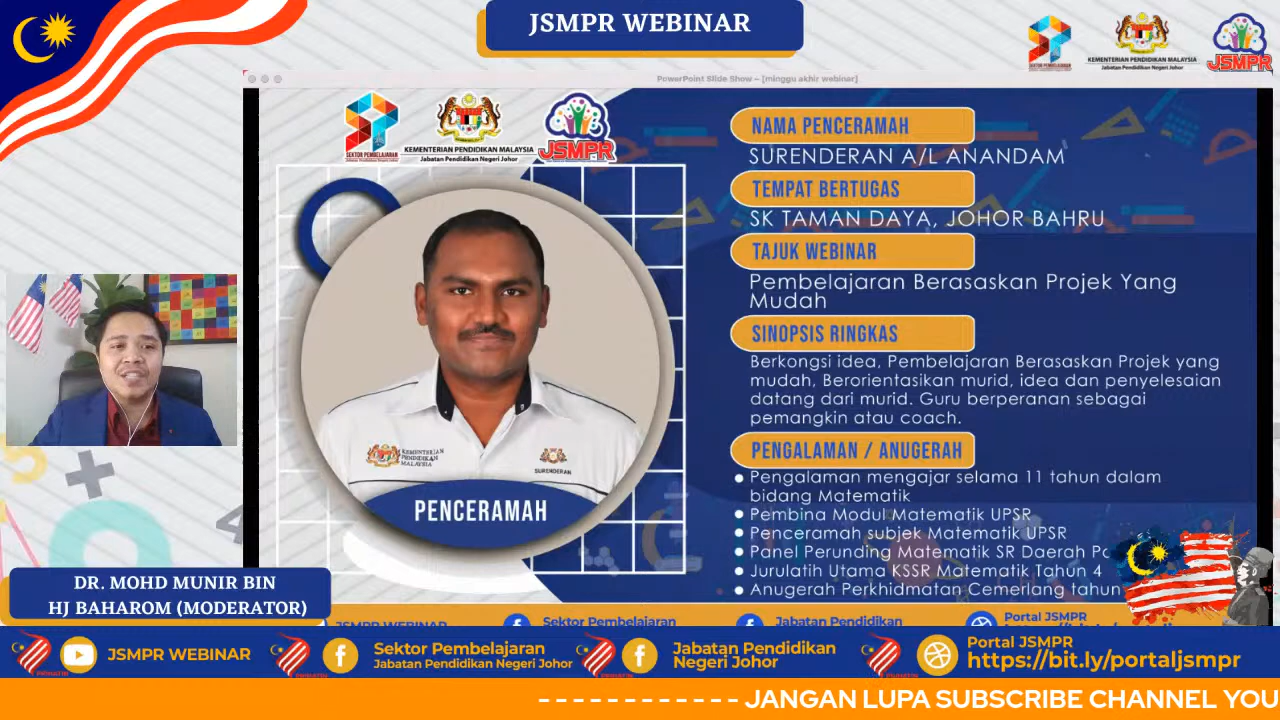 JSMPR WEBINAR
SEKTOR PEMBELAJARAN
KEMENTERIAN PENDIDIKAN MALAYSIA
Jabatan Pendidikan Negeri Johor
JSMPR
PowerPoint Slide Show – [minggu akhir webinar]
SEKTOR PEMBELAJARAN
KEMENTERIAN PENDIDIKAN MALAYSIA
Jabatan Pendidikan Negeri Johor
JSMPR
NAMA PENCERAMAH
SURENDERAN A/L ANANDAM
TEMPAT BERTUGAS
SK TAMAN DAYA, JOHOR BAHRU
TAJUK WEBINAR
Pembelajaran Berasaskan Projek Yang
Mudah
SINOPSIS RINGKAS
Berkongsi idea, Pembelajaran Berasaskan Projek yang
mudah, Berorientasikan murid, idea dan penyelesaian
datang dari murid. Guru berperanan sebagai
pemangkin atau coach.
PENGALAMAN / ANUGERAH
Pengalaman mengajar selama 11 tahun dalam
bidang Matematik
Pembina Modul Matematik UPSR
Penceramah subjek Matematik UPSR
Panel Perunding Matematik SR Daerah
Jurulatih Utama KSSR Matematik Tahun 4
Anugerah Perkhidmatan Cemerlang tahun
KEMENTERIAN
PENDIDIKAN
MALAYSIA
SURENDERAN
PENCERAMAH
DR. MOHD MUNIR BIN
HJ BAHAROM (MODERATOR)
JSMPR WEBINAR
Sektor Pembelajaran
Jabatan Pendidikan
Portal JSMPR
JSMPR WEBINAR
Sektor Pembelajaran
Jabatan Pendidikan Negeri Johor
Jabatan Pendidikan
Negeri Johor
Portal JSMPR
https://bit.ly/portaljsmpr
- - - - - - - - - - - - - JANGAN LUPA SUBSCRIBE CHANNEL YOU